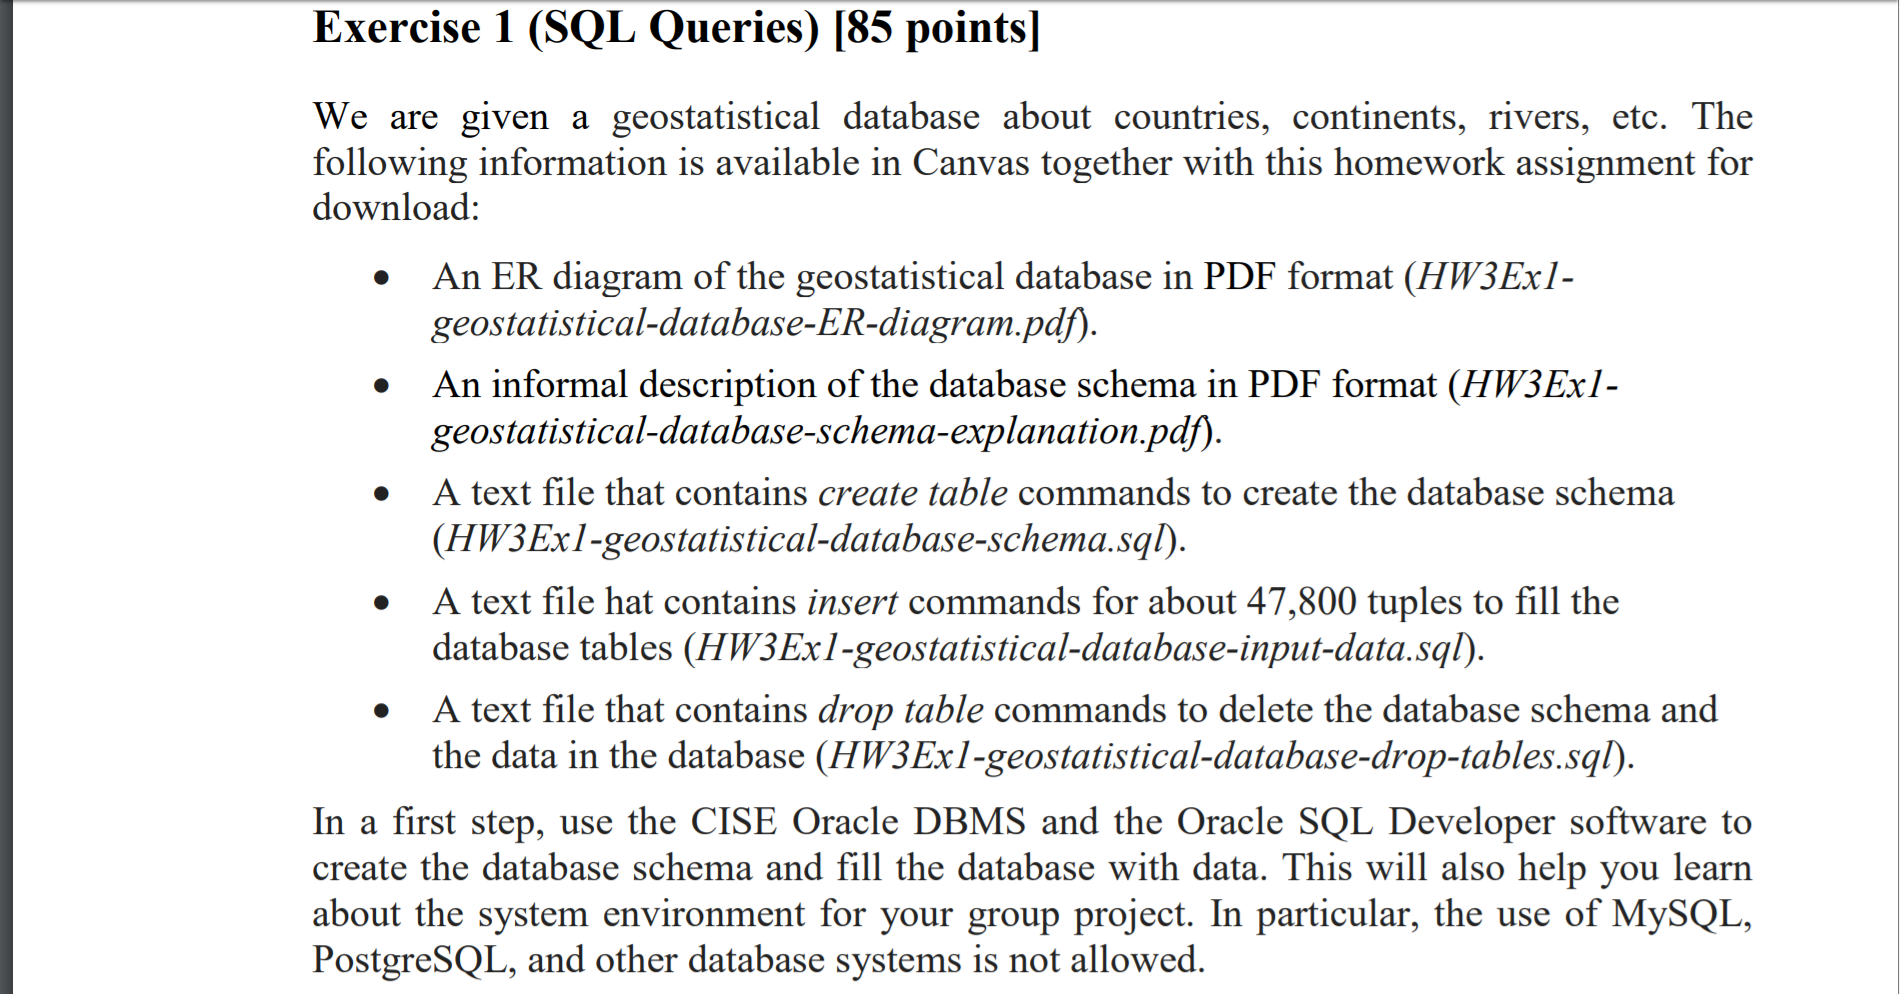 Exercise 1 (SQL Queries) [85 points]
We are given a geostatistical database about countries, continents, rivers, etc. The
following information is available in Canvas together with this homework assignment for
download:
• An ER diagram of the geostatistical database in PDF format (HW3Ex1-
geostatistical-database-ER-diagram.pdf).
• An informal description of the database schema in PDF format (HW3Ex1-
geostatistical-database-schema-explanation.pdf).
• A text file that contains create table commands to create the database schema
(HW3Ex1-geostatistical-database-schema.sql).
• A text file hat contains insert commands for about 47,800 tuples to fill the
database tables (HW3Ex1-geostatistical-database-input-data.sql).
• A text file that contains drop table commands to delete the database schema and
the data in the database (HW3Ex1-geostatistical-database-drop-tables.sql).
In a first step, use the CISE Oracle DBMS and the Oracle SQL Developer software to
create the database schema and fill the database with data. This will also help you learn
about the system environment for your group project. In particular, the use of MySQL,
PostgreSQL, and other database systems is not allowed.